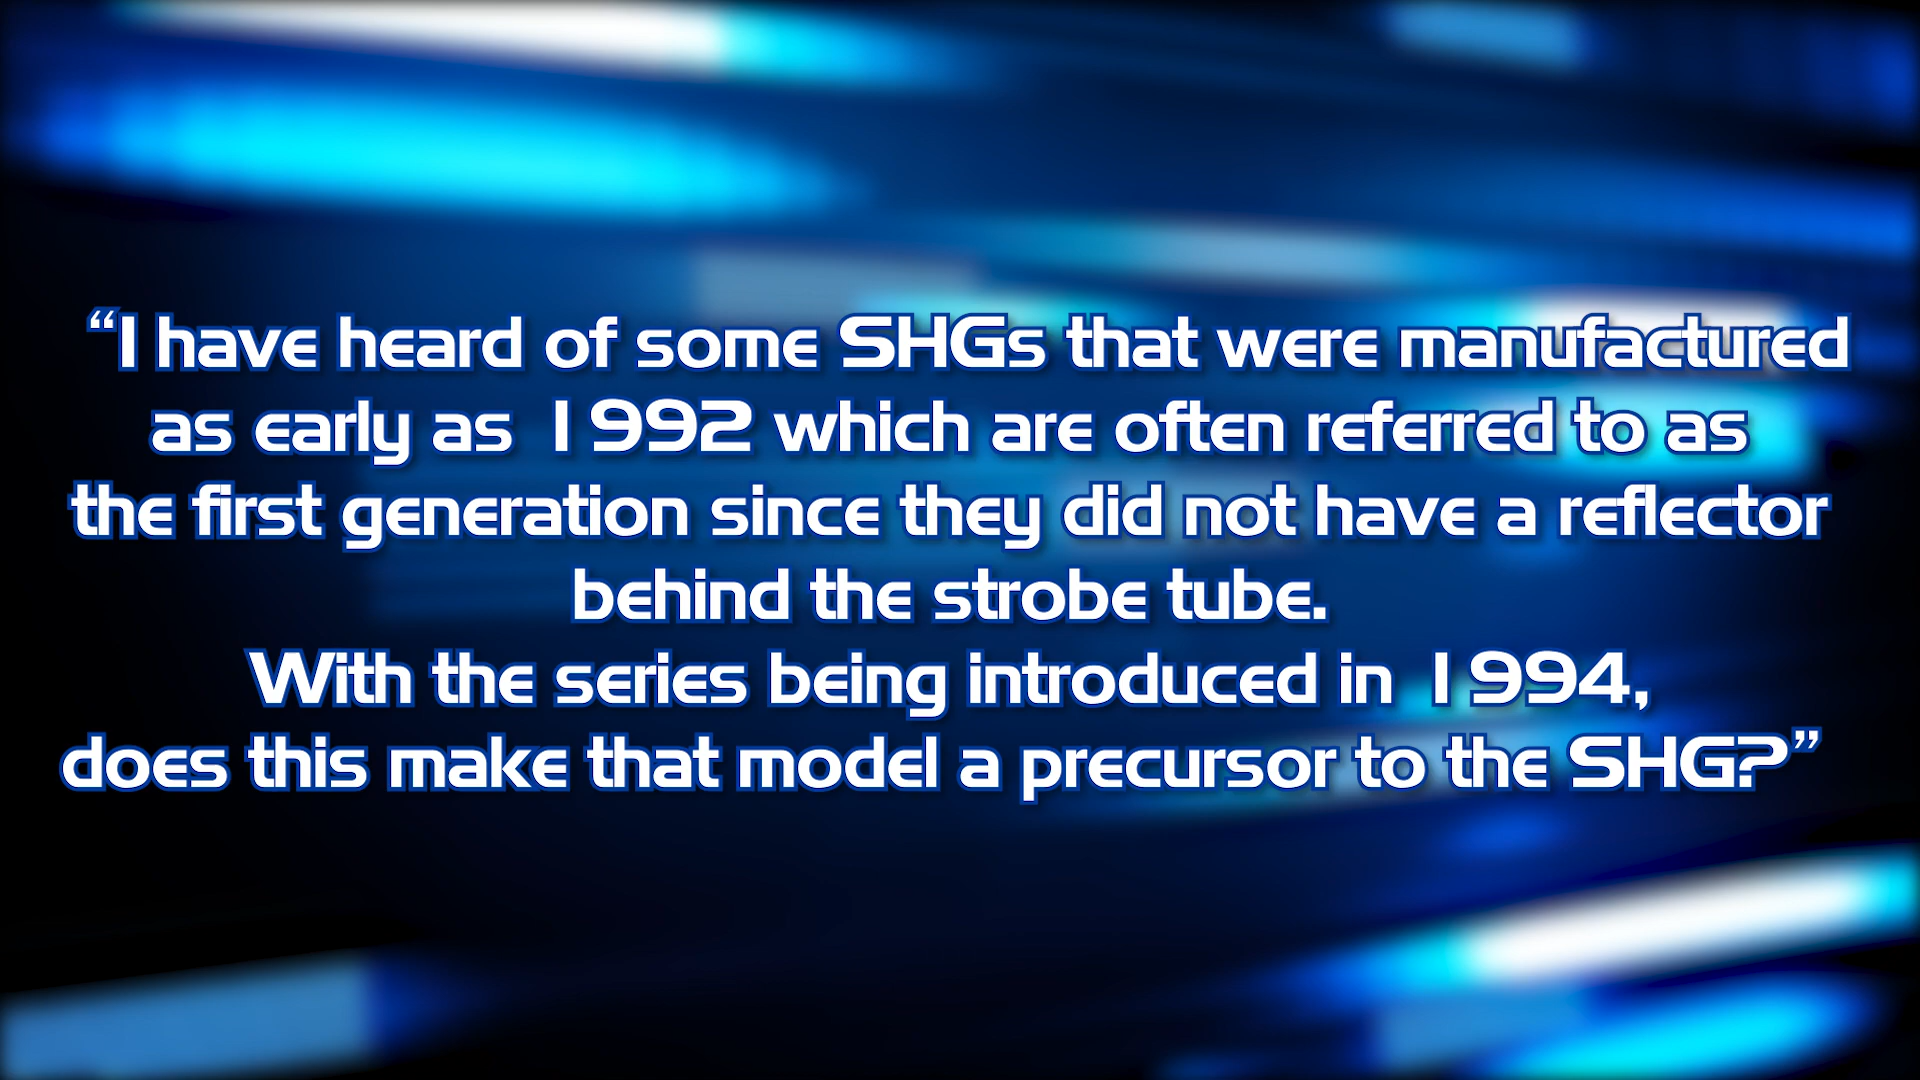 “I have heard of some SHGs that were manufactured
as early as 1992 which are often referred to as
the first generation since they did not have a reflector
behind the strobe tube.
With the series being introduced in 1994,
does this make that model a precursor to the SHG?”